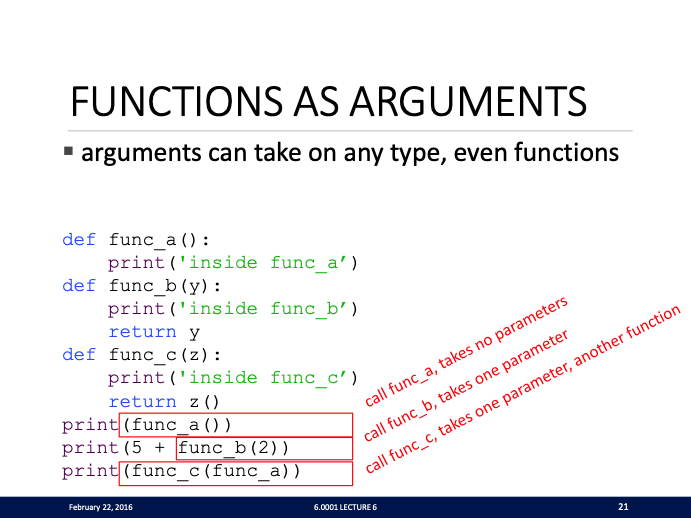 FUNCTIONS AS ARGUMENTS
▪ arguments can take on any type, even functions
def func_a():
    print('inside func_a’)
def func_b(y):
    print('inside func_b’)
    return y
def func_c(z):
    print('inside func_c’)
    return z()
print(func_a())
print(5 + func_b(2))
print(func_c(func_a))
call func_a, takes no parameters
call func_b, takes one parameter
call func_c, takes one parameter, another function
February 22, 2016
6.0001 LECTURE 6
21